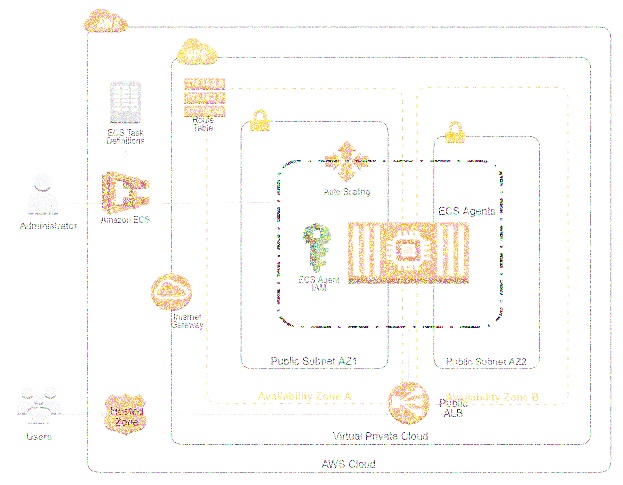 ECS Task
Definitions
Route
Table
Auto Scaling
Administrator
Amazon ECS
ECS Agents
ECS Agent
IAM
Internet
Gateway
Public Subnet AZ1
Public Subnet AZ2
Availability Zone A
Availability Zone B
Public
ALB
Users
Hosted
Zone
Virtual Private Cloud
AWS Cloud